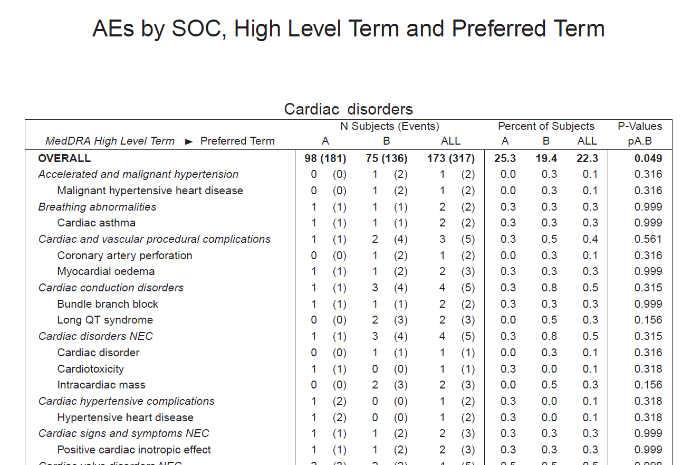 AEs by SOC, High Level Term and Preferred Term
Cardiac disorders
N Subjects (Events) Percent of Subjects P-Values
MedDRA High Level Term ► Preferred Term A B ALL A B ALL pA.B
OVERALL 98 (181) 75 (136) 173 (317) 25.3 19.4 22.3 0.049
Accelerated and malignant hypertension 0 (0) 1 (2) 1 (2) 0.0 0.3 0.1 0.316
Malignant hypertensive heart disease 0 (0) 1 (2) 1 (2) 0.0 0.3 0.1 0.316
Breathing abnormalities 1 (1) 1 (1) 2 (2) 0.3 0.3 0.3 0.999
Cardiac asthma 1 (1) 1 (1) 2 (2) 0.3 0.3 0.3 0.999
Cardiac and vascular procedural complications 1 (1) 2 (4) 3 (5) 0.3 0.5 0.4 0.561
Coronary artery perforation 0 (0) 1 (2) 1 (2) 0.0 0.3 0.1 0.316
Myocardial oedema 1 (1) 1 (2) 2 (3) 0.3 0.3 0.3 0.999
Cardiac conduction disorders 1 (1) 3 (4) 4 (5) 0.3 0.8 0.5 0.315
Bundle branch block 1 (1) 1 (1) 2 (2) 0.3 0.3 0.3 0.999
Long QT syndrome 0 (0) 2 (3) 2 (3) 0.0 0.5 0.3 0.156
Cardiac disorders NEC 1 (1) 3 (4) 4 (5) 0.3 0.8 0.5 0.315
Cardiac disorder 0 (0) 1 (1) 1 (1) 0.0 0.3 0.1 0.316
Cardiotoxicity 1 (1) 0 (0) 1 (1) 0.3 0.0 0.1 0.318
Intracardiac mass 0 (0) 2 (3) 2 (3) 0.0 0.5 0.3 0.156
Cardiac hypertensive complications 1 (2) 0 (0) 1 (2) 0.3 0.0 0.1 0.318
Hypertensive heart disease 1 (2) 0 (0) 1 (2) 0.3 0.0 0.1 0.318
Cardiac signs and symptoms NEC 1 (1) 1 (2) 2 (3) 0.3 0.3 0.3 0.999
Positive cardiac inotropic effect 1 (1) 1 (2) 2 (3) 0.3 0.3 0.3 0.999